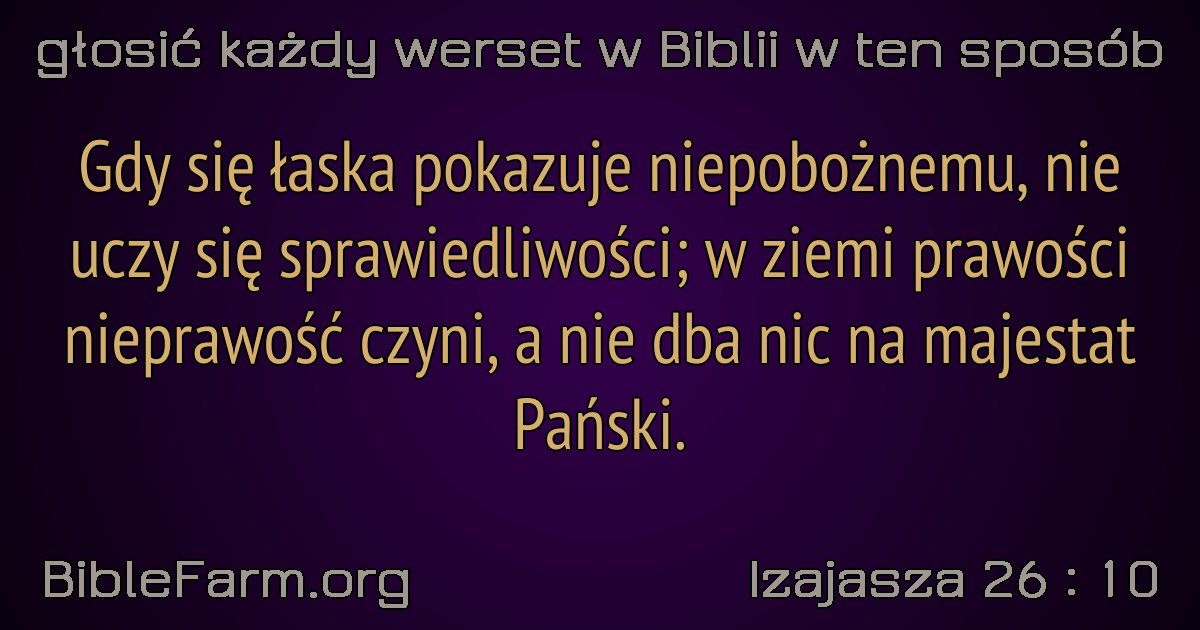 głosić każdy werset w Biblii w ten sposób
Gdy się łaska pokazuje niepobożnemu, nie
uczy się sprawiedliwości; w ziemi prawości
nieprawość czyni, a nie dba nic na majestat
Pański.
BibleFarm.org
Izajasza 26 : 10